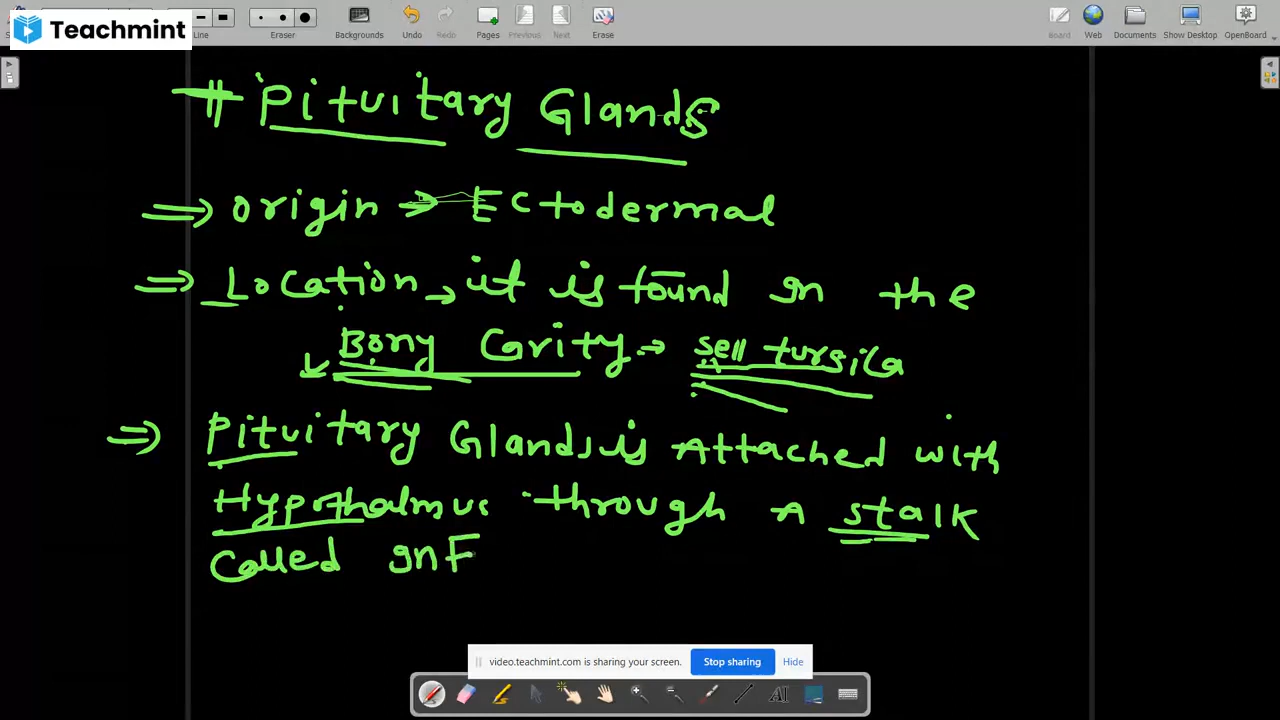 Teachmint
Line
Eraser
Backgrounds
Undo
Redo
Pages
Previous
Next
Erase
Board
Web
Documents
Show Desktop
OpenBoard
# Pituitary Glands
⇒ Origin → Ectodermal
⇒ Location → it is found in the
Bony Cavity → sell tursica
⇒ Pituitary Glands is Attached with
Hypothalmus through A stalk
Called InF
video.teachmint.com is sharing your screen.
Stop sharing
Hide